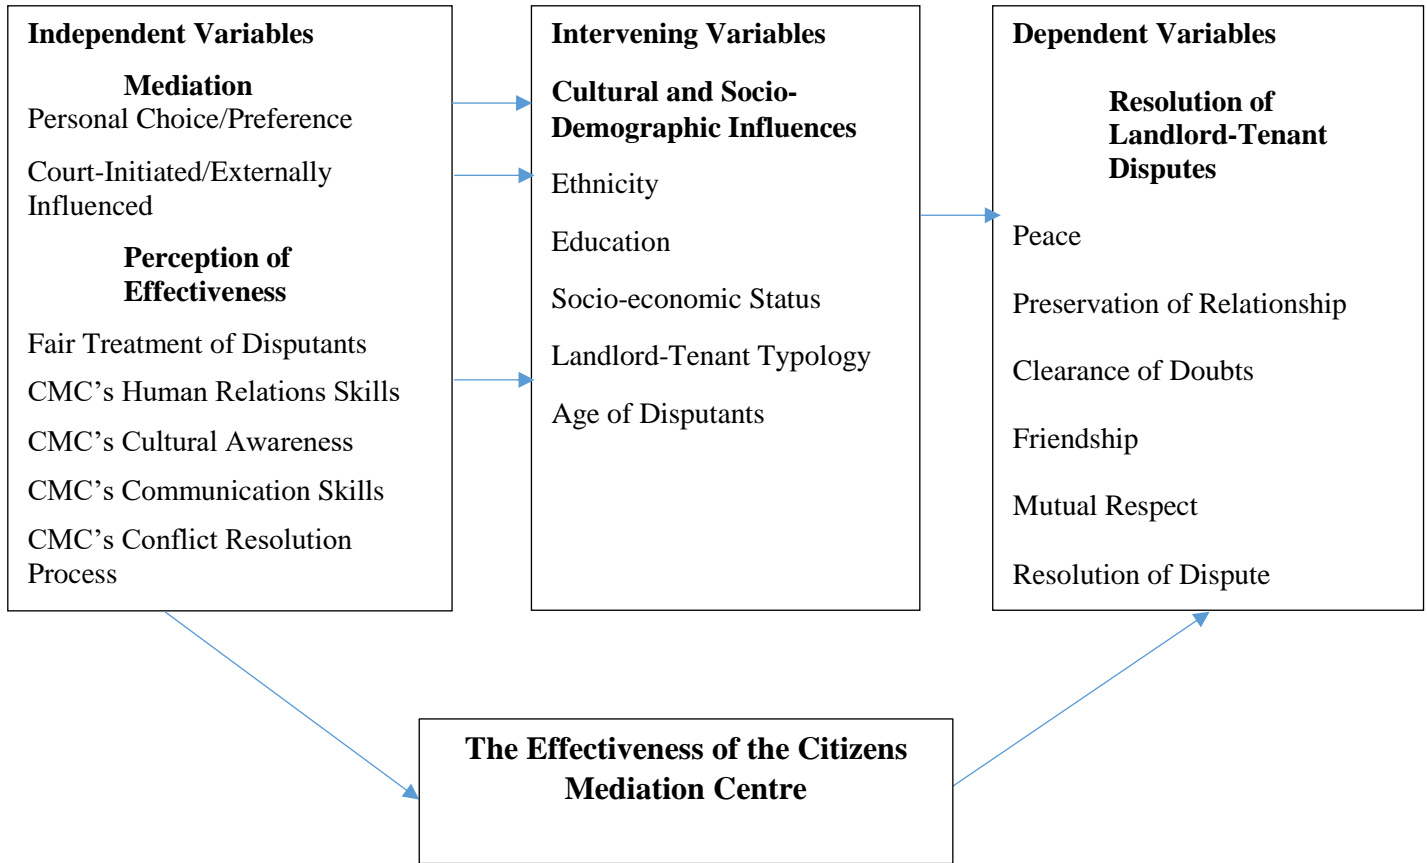 Independent Variables
Mediation
Personal Choice/Preference
Court-Initiated/Externally
Influenced
Perception of
Effectiveness
Fair Treatment of Disputants
CMC’s Human Relations Skills
CMC’s Cultural Awareness
CMC’s Communication Skills
CMC’s Conflict Resolution
Process
Intervening Variables
Cultural and Socio-
Demographic Influences
Ethnicity
Education
Socio-economic Status
Landlord-Tenant Typology
Age of Disputants
Dependent Variables
Resolution of
Landlord-Tenant
Disputes
Peace
Preservation of Relationship
Clearance of Doubts
Friendship
Mutual Respect
Resolution of Dispute
The Effectiveness of the Citizens
Mediation Centre